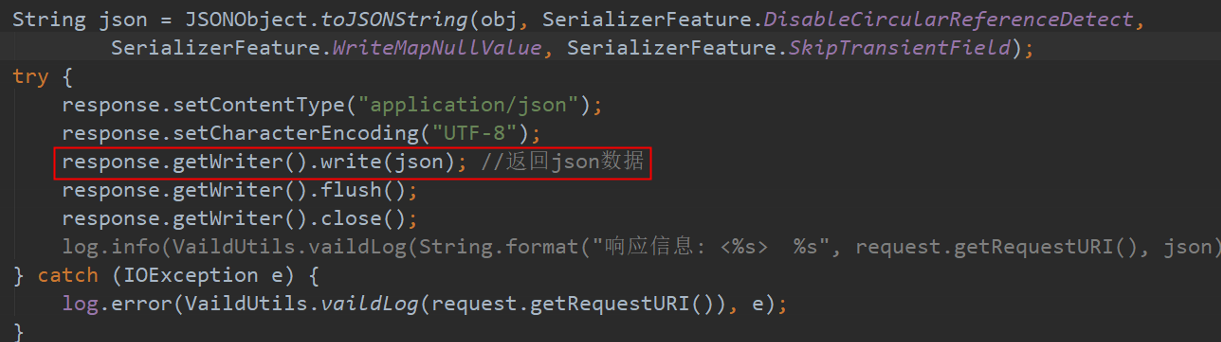 String json = JSONObject.toJSONString(obj, SerializerFeature.DisableCircularReferenceDetect,
SerializerFeature.WriteMapNullValue, SerializerFeature.SkipTransientField);
try {
response.setContentType("application/json");
response.setCharacterEncoding("UTF-8");
response.getWriter().write(json); //返回json数据
response.getWriter().flush();
response.getWriter().close();
log.info(VaildUtils.vaildLog(String.format("响应信息: <%s>  %s", request.getRequestURI(), json)
} catch (IOException e) {
log.error(VaildUtils.vaildLog(request.getRequestURI()), e);
}